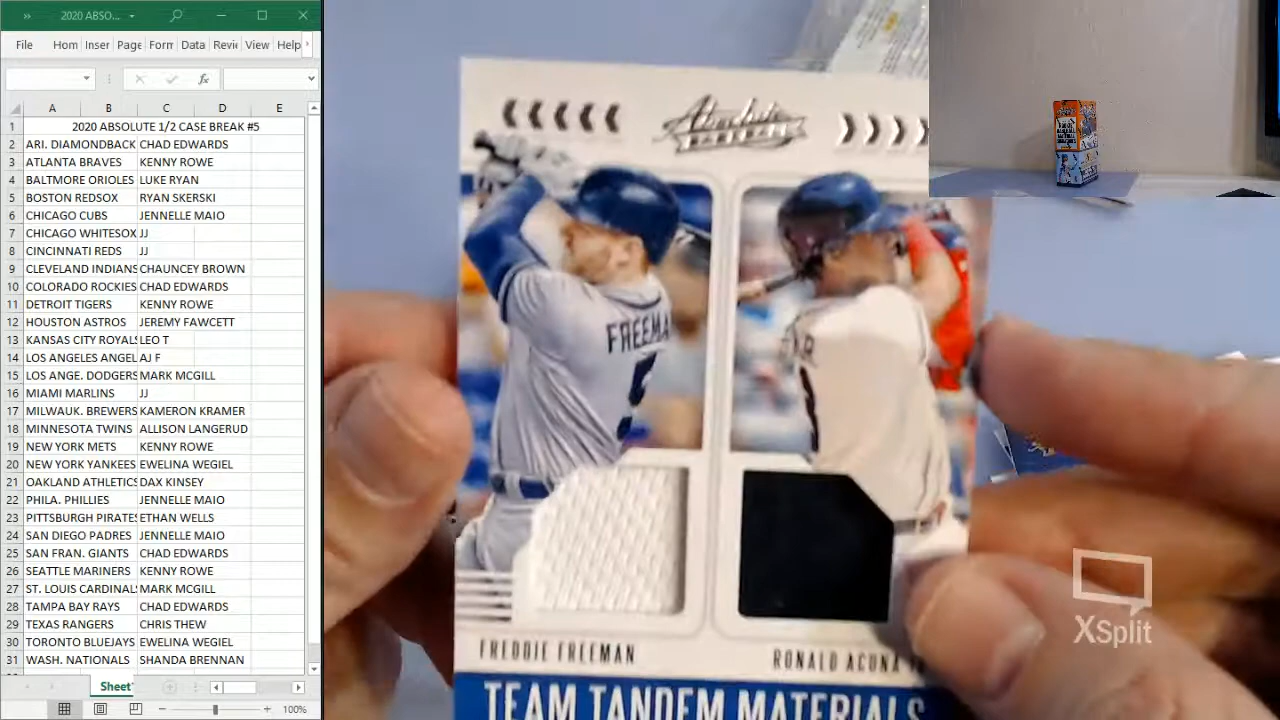 2020 ABSO...
File Hom Inser Page Forr Data Revie View Help
fx
A B C D E
1 2020 ABSOLUTE 1/2 CASE BREAK #5
2 ARI. DIAMONDBACK CHAD EDWARDS
3 ATLANTA BRAVES KENNY ROWE
4 BALTMORE ORIOLES LUKE RYAN
5 BOSTON REDSOX RYAN SKERSKI
6 CHICAGO CUBS JENNELLE MAIO
7 CHICAGO WHITESOX JJ
8 CINCINNATI REDS JJ
9 CLEVELAND INDIANS CHAUNCEY BROWN
10 COLORADO ROCKIES CHAD EDWARDS
11 DETROIT TIGERS KENNY ROWE
12 HOUSTON ASTROS JEREMY FAWCETT
13 KANSAS CITY ROYALS LEO T
14 LOS ANGELES ANGEL AJ F
15 LOS ANGE. DODGERS MARK MCGILL
16 MIAMI MARLINS JJ
17 MILWAUK. BREWERS KAMERON KRAMER
18 MINNESOTA TWINS ALLISON LANGERUD
19 NEW YORK METS KENNY ROWE
20 NEW YORK YANKEES EWELINA WEGIEL
21 OAKLAND ATHLETICS DAX KINSEY
22 PHILA. PHILLIES JENNELLE MAIO
23 PITTSBURGH PIRATES ETHAN WELLS
24 SAN DIEGO PADRES JENNELLE MAIO
25 SAN FRAN. GIANTS CHAD EDWARDS
26 SEATTLE MARINERS KENNY ROWE
27 ST. LOUIS CARDINALS MARK MCGILL
28 TAMPA BAY RAYS CHAD EDWARDS
29 TEXAS RANGERS CHRIS THEW
30 TORONTO BLUEJAYS EWELINA WEGIEL
31 WASH. NATIONALS SHANDA BRENNAN
Sheet
100%
Absolute
BASEBALL
FREEMA
5
FREDDIE FREEMAN
RONALD ACUNA
TEAM TANDEM MATERIALS
XSplit